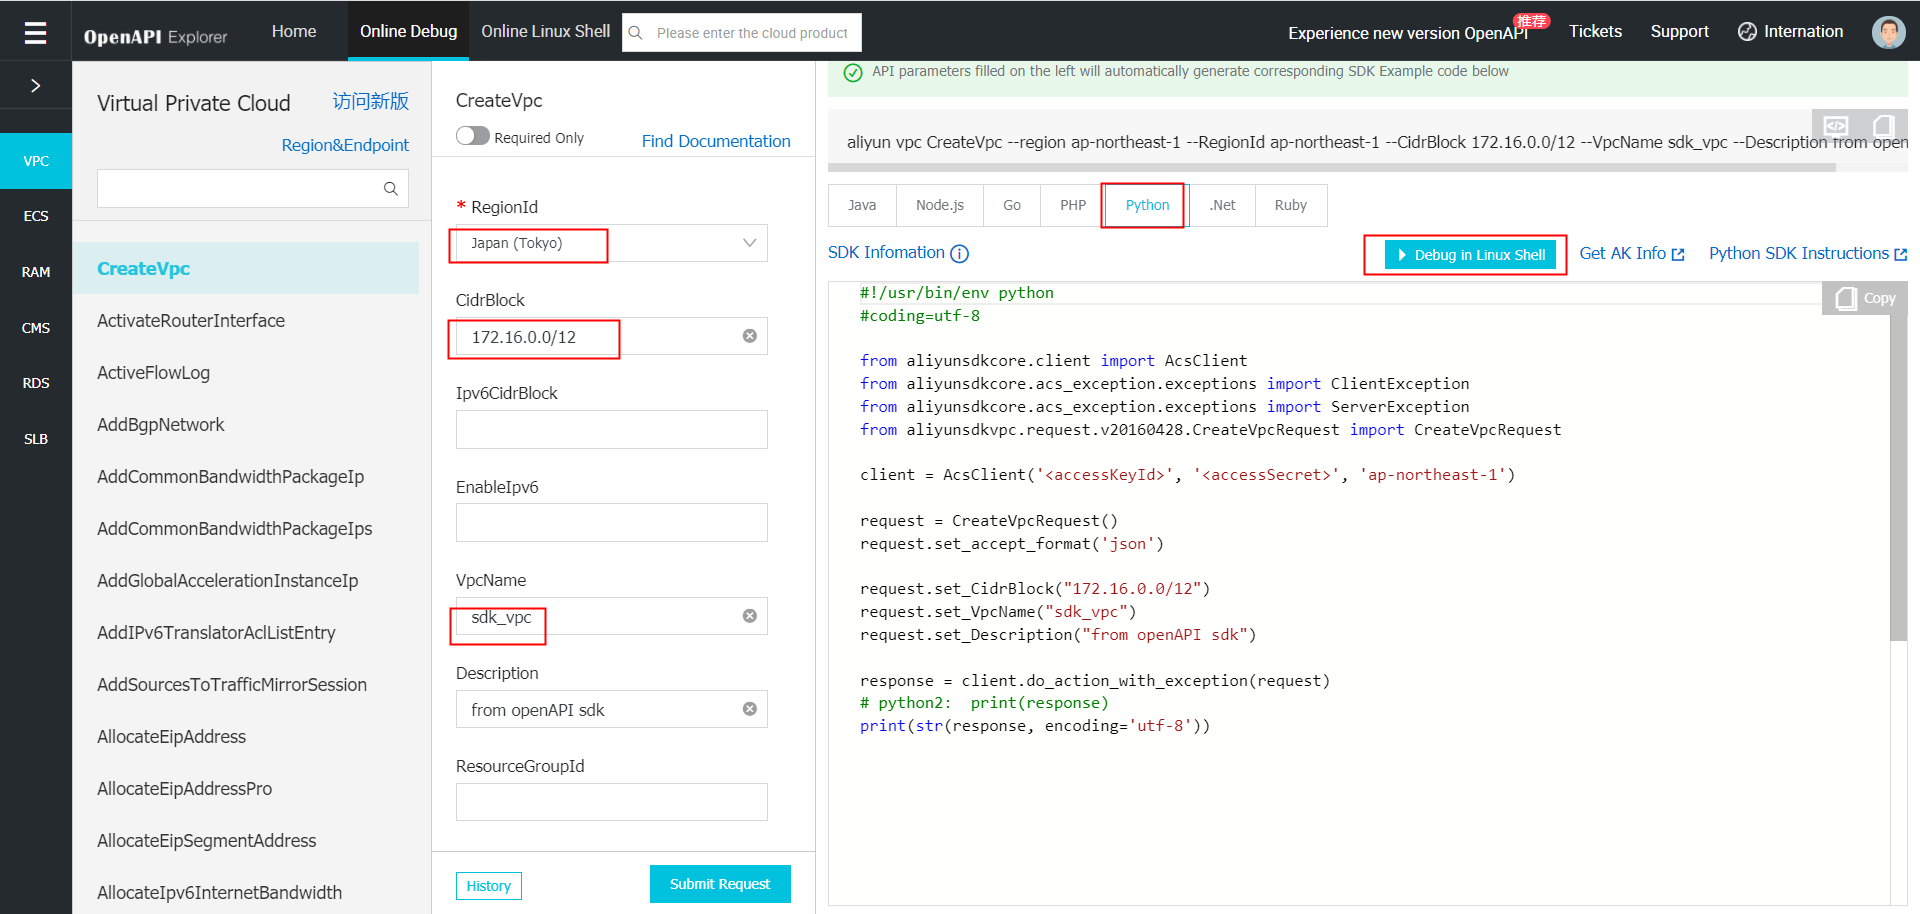 OpenAPI Explorer
Home
Online Debug
Online Linux Shell
Please enter the cloud product
Experience new version OpenAPI
推荐
Tickets
Support
Internation
VPC
ECS
RAM
CMS
RDS
SLB
Virtual Private Cloud
访问新版
Region&Endpoint
CreateVpc
ActivateRouterInterface
ActiveFlowLog
AddBgpNetwork
AddCommonBandwidthPackageIp
AddCommonBandwidthPackageIps
AddGlobalAccelerationInstanceIp
AddIPv6TranslatorAclListEntry
AddSourcesToTrafficMirrorSession
AllocateEipAddress
AllocateEipAddressPro
AllocateEipSegmentAddress
AllocateIpv6InternetBandwidth
CreateVpc
Required Only
Find Documentation
* RegionId
Japan (Tokyo)
CidrBlock
172.16.0.0/12
Ipv6CidrBlock
EnableIpv6
VpcName
sdk_vpc
Description
from openAPI sdk
ResourceGroupId
History
Submit Request
API parameters filled on the left will automatically generate corresponding SDK Example code below
aliyun vpc CreateVpc --region ap-northeast-1 --RegionId ap-northeast-1 --CidrBlock 172.16.0.0/12 --VpcName sdk_vpc --Description from open
Java
Node.js
Go
PHP
Python
.Net
Ruby
SDK Infomation
Debug in Linux Shell
Get AK Info
Python SDK Instructions
Copy
#!/usr/bin/env python
#coding=utf-8
from aliyunsdkcore.client import AcsClient
from aliyunsdkcore.acs_exception.exceptions import ClientException
from aliyunsdkcore.acs_exception.exceptions import ServerException
from aliyunsdkvpc.request.v20160428.CreateVpcRequest import CreateVpcRequest
client = AcsClient('<accessKeyId>', '<accessSecret>', 'ap-northeast-1')
request = CreateVpcRequest()
request.set_accept_format('json')
request.set_CidrBlock("172.16.0.0/12")
request.set_VpcName("sdk_vpc")
request.set_Description("from openAPI sdk")
response = client.do_action_with_exception(request)
# python2:  print(response)
print(str(response, encoding='utf-8'))